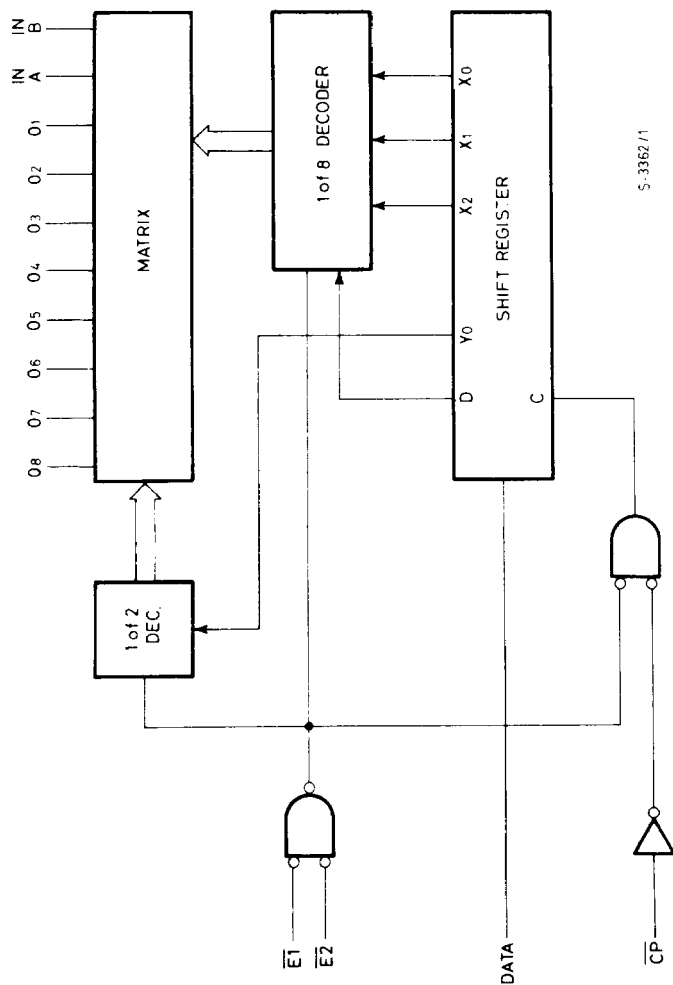 O8 O7 O6 O5 O4 O3 O2 O1 IN A IN B
1 of 2
DEC.
MATRIX
1 of 8 DECODER
D Y0 X2 X1 X0
SHIFT REGISTER
C
E1
E2
DATA
CP
S-3362/1